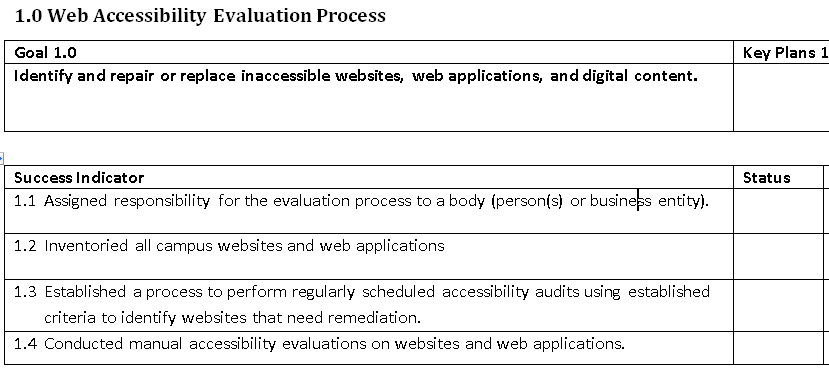 1.0 Web Accessibility Evaluation Process
Goal 1.0
Key Plans 1
Identify and repair or replace inaccessible websites, web applications, and digital content.
Success Indicator
Status
1.1 Assigned responsibility for the evaluation process to a body (person(s) or business entity).
1.2 Inventoried all campus websites and web applications
1.3 Established a process to perform regularly scheduled accessibility audits using established
criteria to identify websites that need remediation.
1.4 Conducted manual accessibility evaluations on websites and web applications.